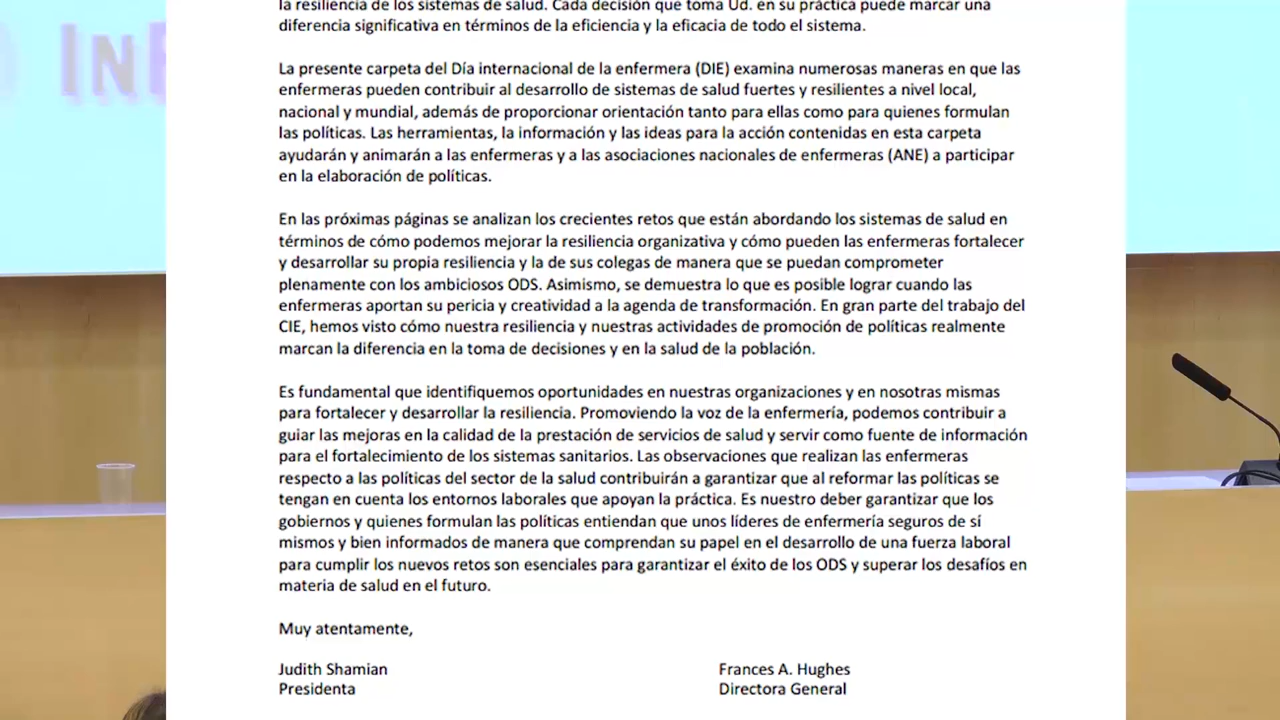 la resiliencia de los sistemas de salud. Cada decisión que toma Ud. en su práctica puede marcar una
diferencia significativa en términos de la eficiencia y la eficacia de todo el sistema.
La presente carpeta del Día internacional de la enfermera (DIE) examina numerosas maneras en que las
enfermeras pueden contribuir al desarrollo de sistemas de salud fuertes y resilientes a nivel local,
nacional y mundial, además de proporcionar orientación tanto para ellas como para quienes formulan
las políticas. Las herramientas, la información y las ideas para la acción contenidas en esta carpeta
ayudarán y animarán a las enfermeras y a las asociaciones nacionales de enfermeras (ANE) a participar
en la elaboración de políticas.
En las próximas páginas se analizan los crecientes retos que están abordando los sistemas de salud en
términos de cómo podemos mejorar la resiliencia organizativa y cómo pueden las enfermeras fortalecer
y desarrollar su propia resiliencia y la de sus colegas de manera que se puedan comprometer
plenamente con los ambiciosos ODS. Asimismo, se demuestra lo que es posible lograr cuando las
enfermeras aportan su pericia y creatividad a la agenda de transformación. En gran parte del trabajo del
CIE, hemos visto cómo nuestra resiliencia y nuestras actividades de promoción de políticas realmente
marcan la diferencia en la toma de decisiones y en la salud de la población.
Es fundamental que identifiquemos oportunidades en nuestras organizaciones y en nosotras mismas
para fortalecer y desarrollar la resiliencia. Promoviendo la voz de la enfermería, podemos contribuir a
guiar las mejoras en la calidad de la prestación de servicios de salud y servir como fuente de información
para el fortalecimiento de los sistemas sanitarios. Las observaciones que realizan las enfermeras
respecto a las políticas del sector de la salud contribuirán a garantizar que al reformar las políticas se
tengan en cuenta los entornos laborales que apoyan la práctica. Es nuestro deber garantizar que los
gobiernos y quienes formulan las políticas entiendan que unos líderes de enfermería seguros de sí
mismos y bien informados de manera que comprendan su papel en el desarrollo de una fuerza laboral
para cumplir los nuevos retos son esenciales para garantizar el éxito de los ODS y superar los desafíos en
materia de salud en el futuro.
Muy atentamente,
Judith Shamian Frances A. Hughes
Presidenta Directora General